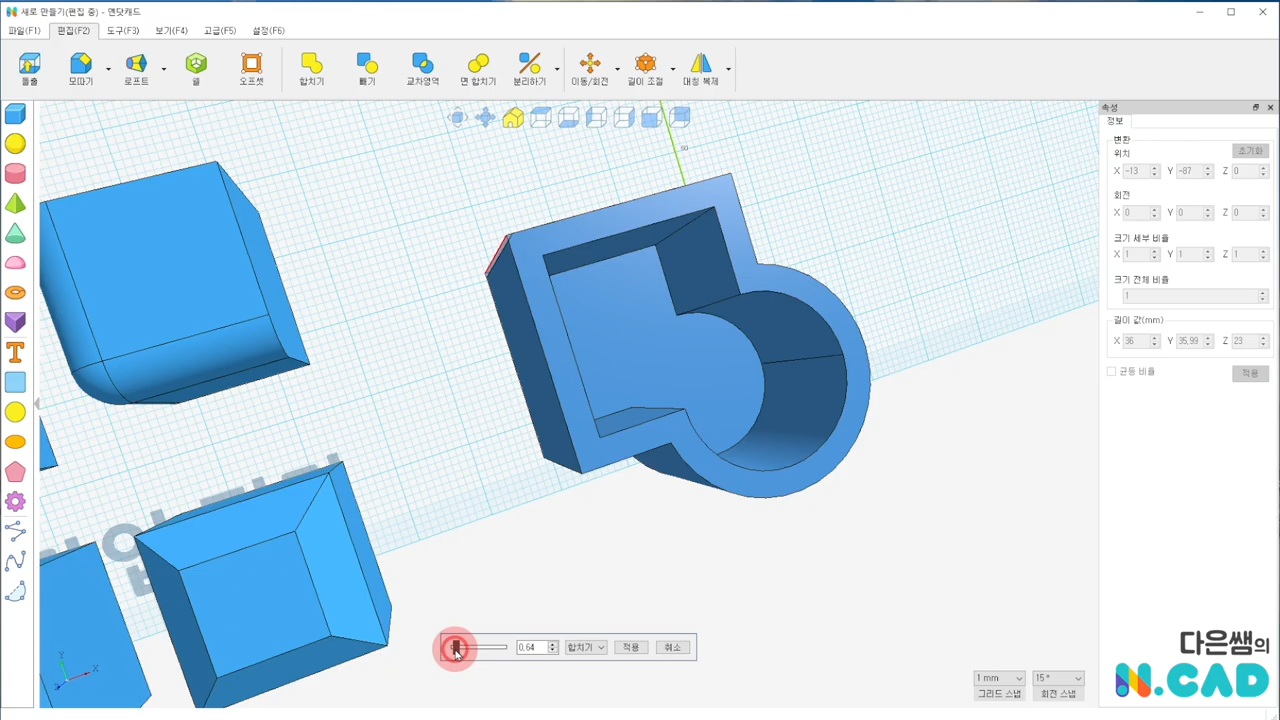 새로 만들기(편집 중) - 엔닷캐드
파일(F1) 편집(F2) 도구(F3) 보기(F4) 고급(F5) 설정(F6)
돌출 모따기 로프트 쉘 오프셋 합치기 빼기 교차영역 면 합치기 분리하기 이동/회전 길이 조절 대칭 복제
속성
정보
변환
위치 초기화
X -13 Y -87 Z 0
회전
X 0 Y 0 Z 0
크기 세부 비율
X 1 Y 1 Z 1
크기 전체 비율
1
길이 값(mm)
X 36 Y 35,99 Z 23
균등 비율 적용
T
0,64 합치기 적용 취소
Y X Z
1 mm 15°
그리드 스냅 회전 스냅
다은쌤의
N.CAD